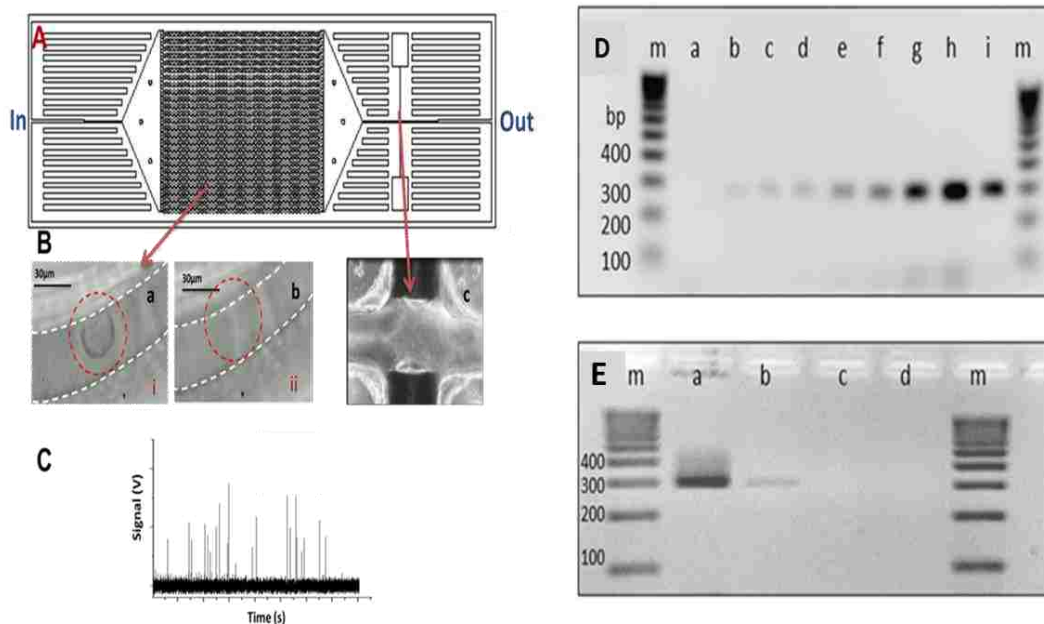 A
In
Out
B
30µm
a
i
30µm
b
ii
c
C
Signal (V)
Time (s)
D
m a b c d e f g h i m
bp
400
300
200
100
E
m a b c d m
400
300
200
100